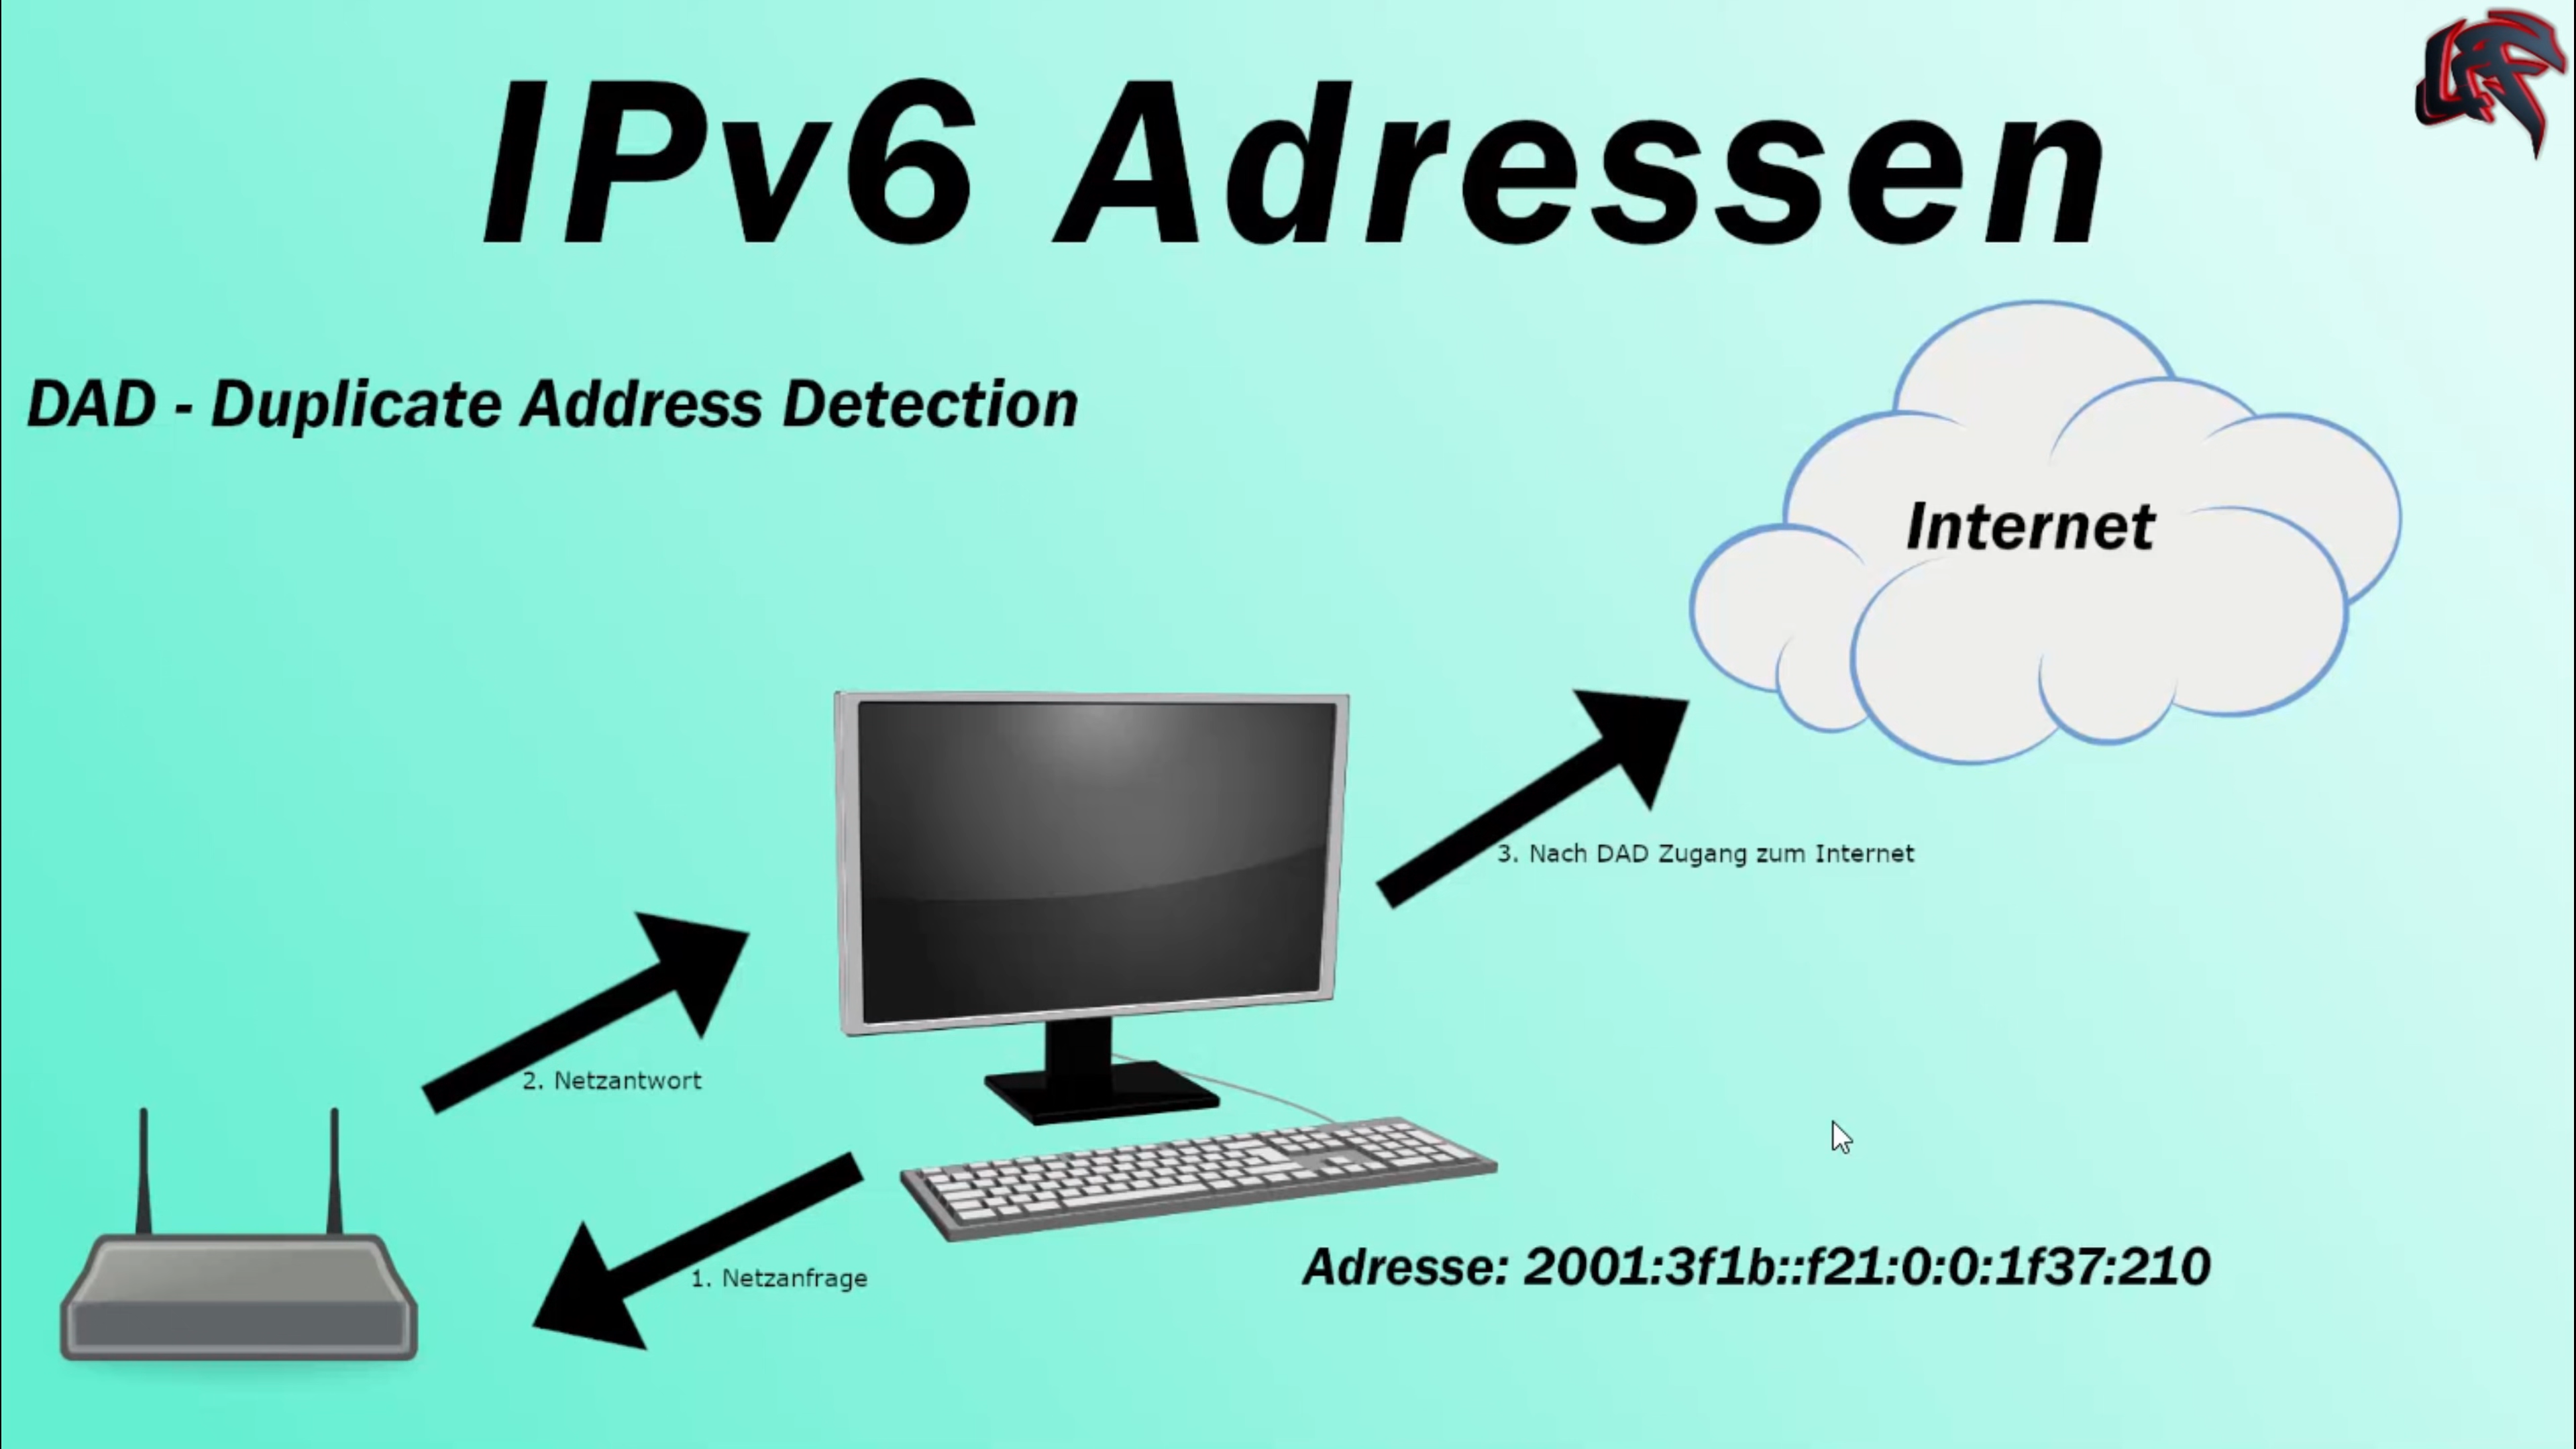 IPv6 Adressen
DAD - Duplicate Address Detection
Internet
3. Nach DAD Zugang zum Internet
2. Netzantwort
1. Netzanfrage
Adresse: 2001:3f1b::f21:0:0:1f37:210